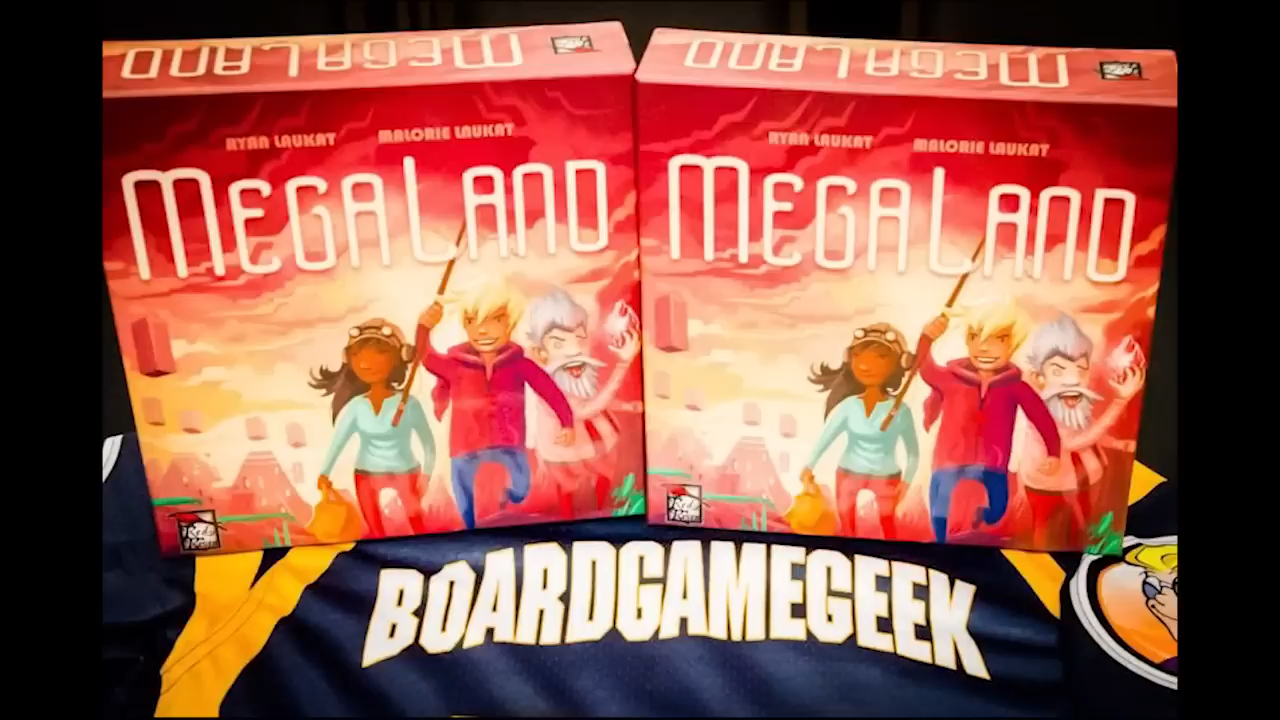 MEGALAND
MEGALAND
RYAN LAUKAT MALORIE LAUKAT
MEGALAND
RYAN LAUKAT MALORIE LAUKAT
MEGALAND
BOARDGAMEGEEK